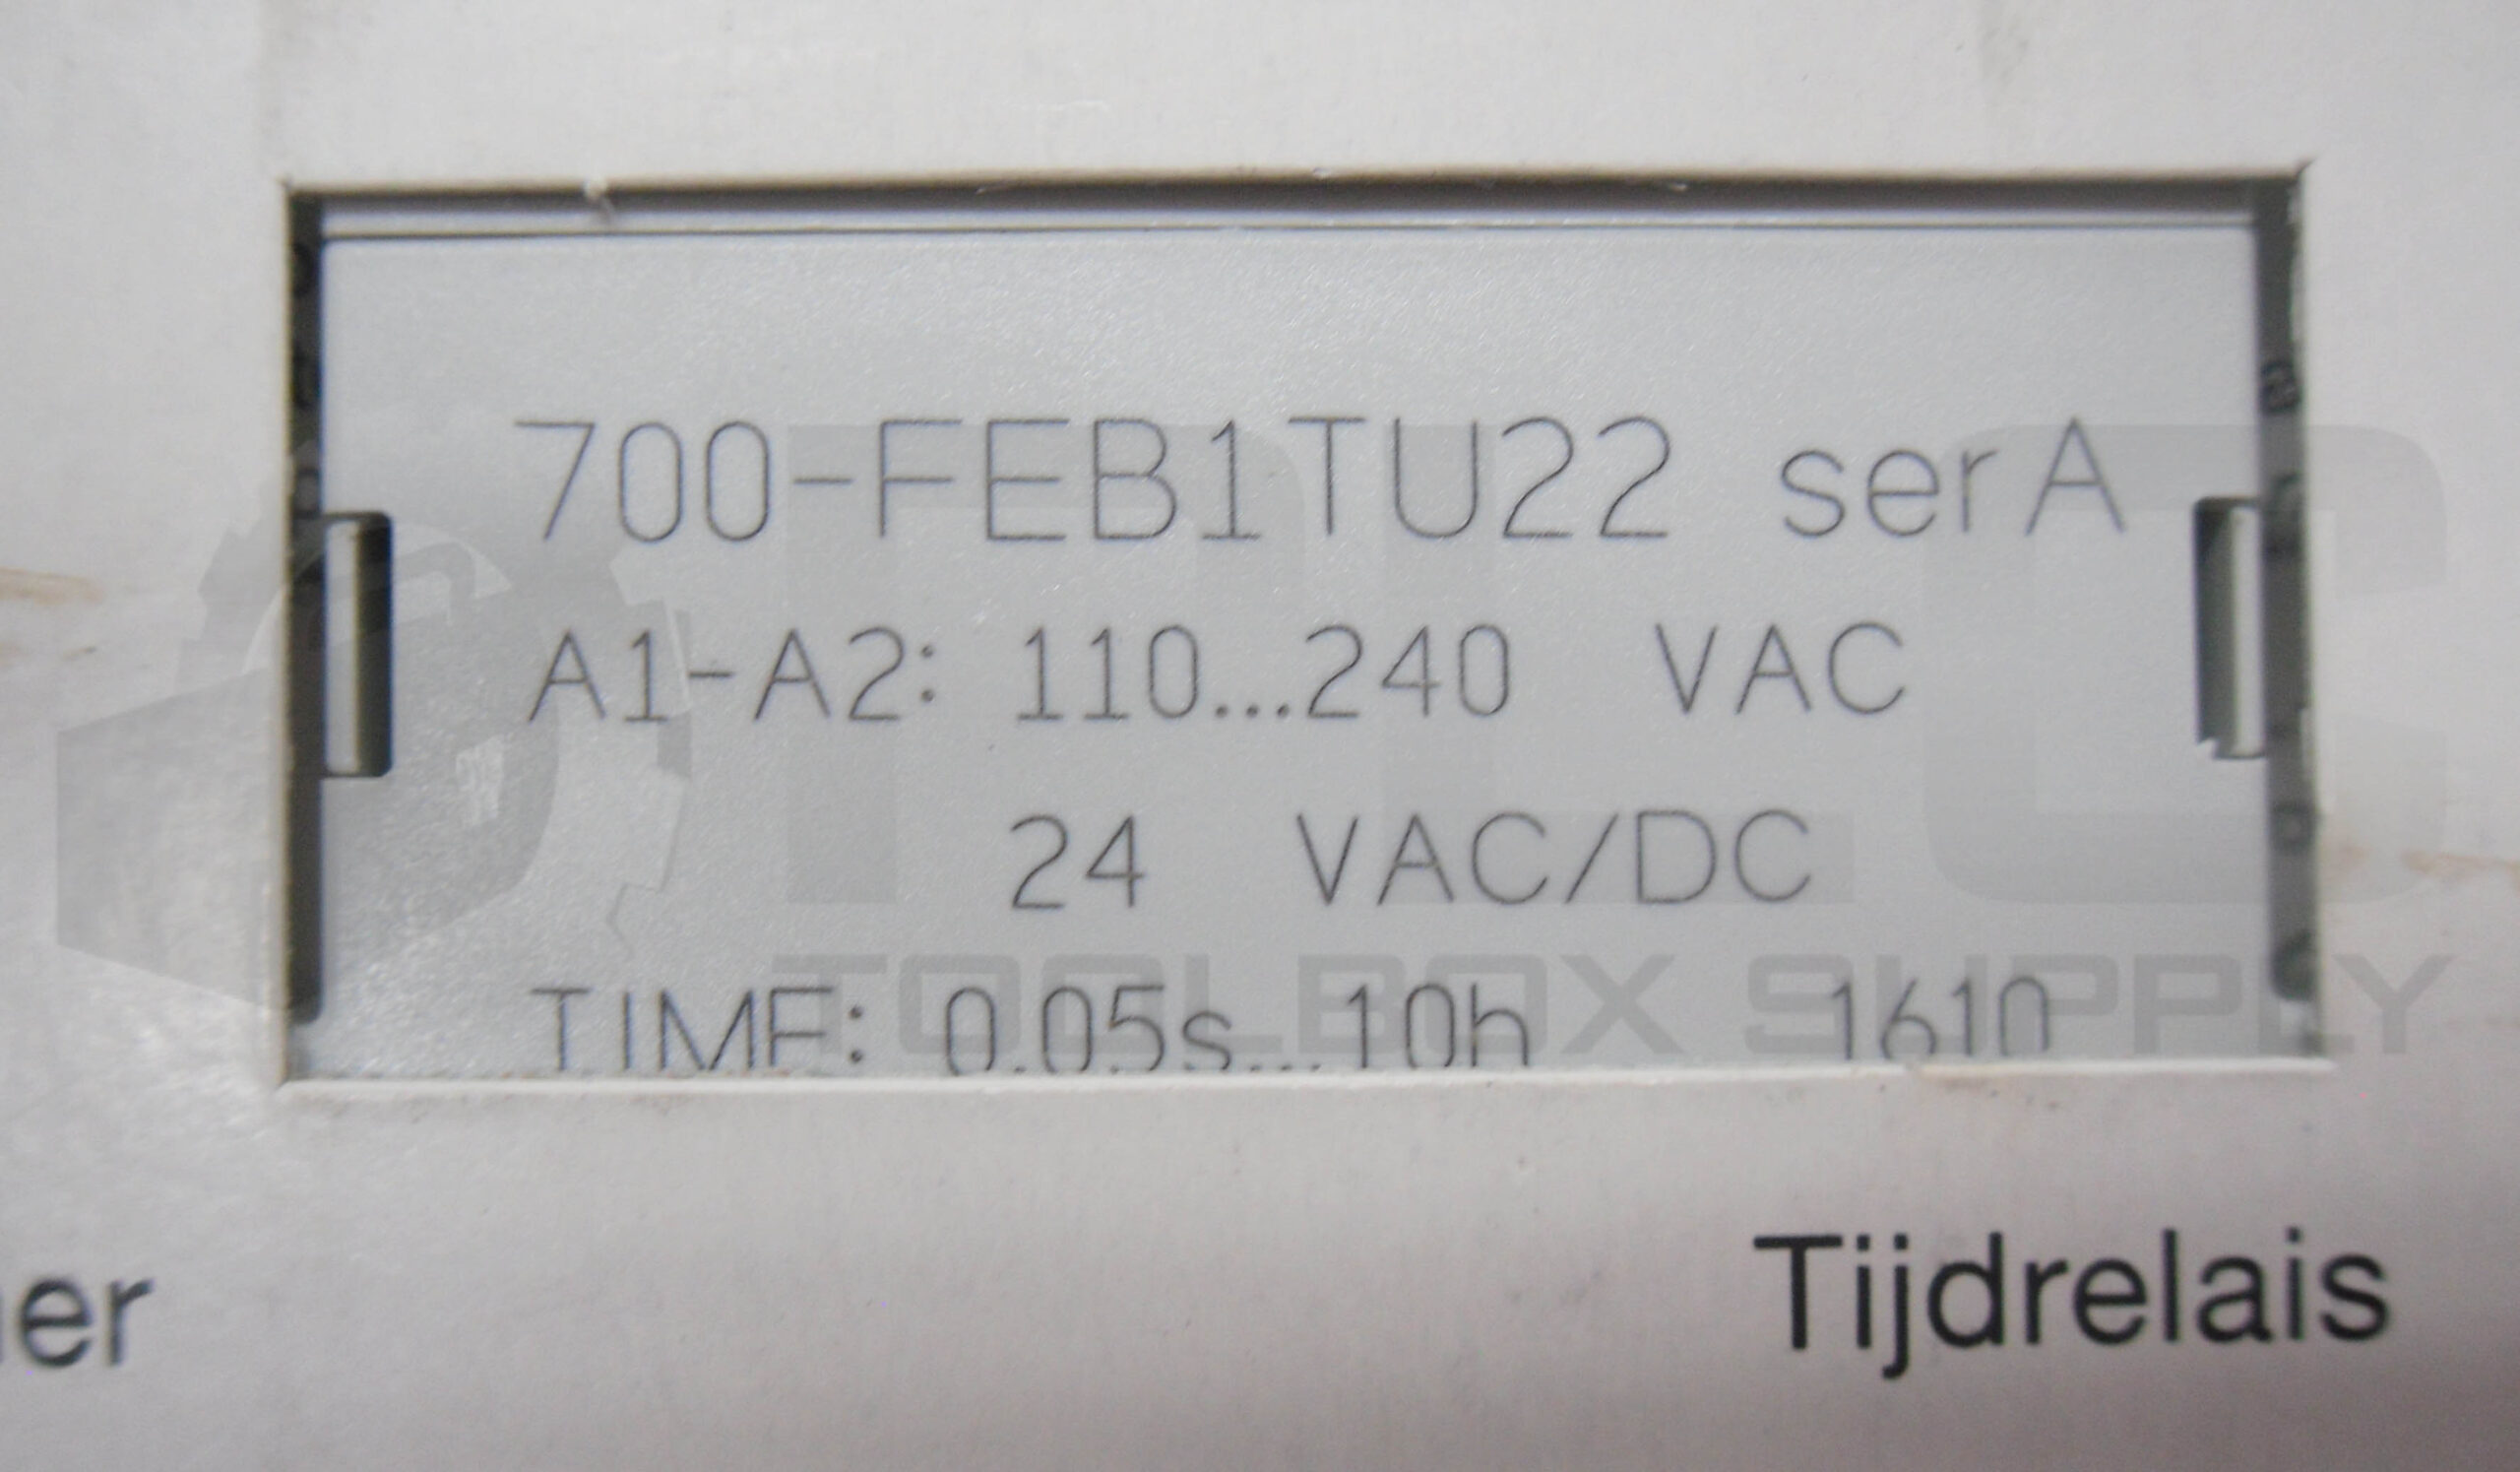 700-FEB1TU22 ser A
A1-A2: 110...240 VAC
24 VAC/DC
TIME: 0.05s...10h 1610
PLC
TOOLBOX SUPPLY
Tijdrelais